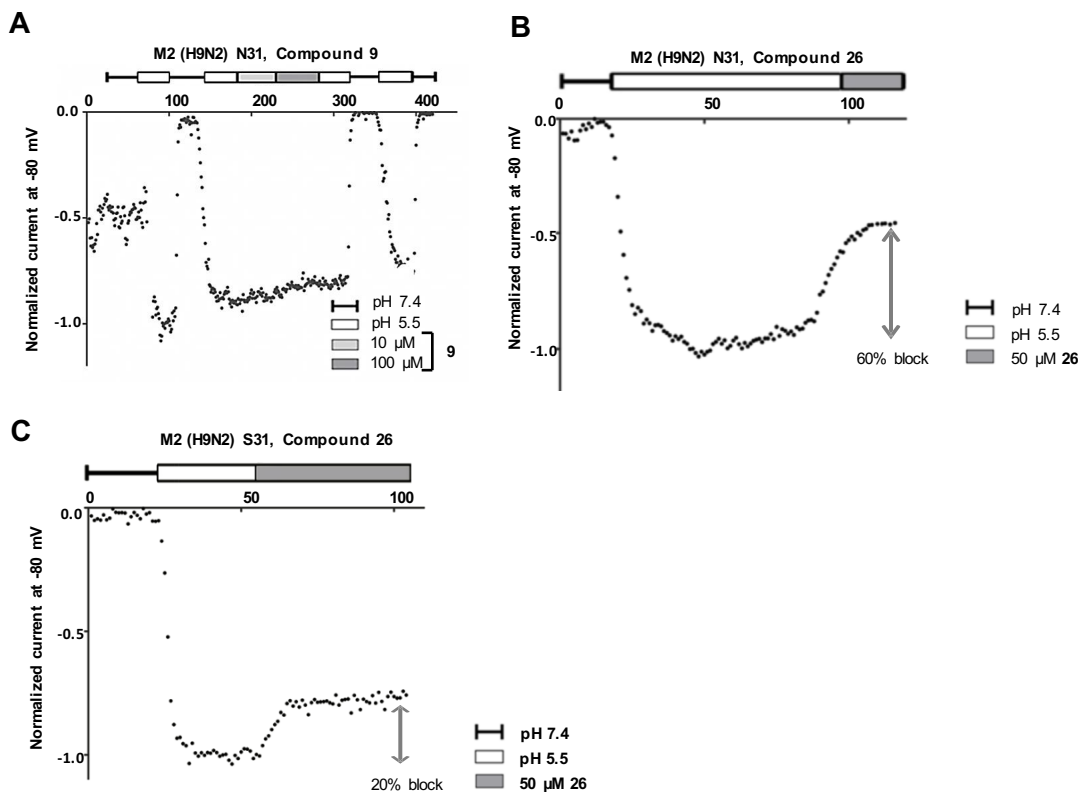 A
M2 (H9N2) N31, Compound 9
0 100 200 300 400
0.0
-0.5
-1.0
Normalized current at -80 mV
pH 7.4
pH 5.5
10 µM
100 µM
9
B
M2 (H9N2) N31, Compound 26
0 50 100
0.0
-0.5
-1.0
Normalized current at -80 mV
60% block
pH 7.4
pH 5.5
50 µM 26
C
M2 (H9N2) S31, Compound 26
0 50 100
0.0
-0.5
-1.0
Normalized current at -80 mV
20% block
pH 7.4
pH 5.5
50 µM 26